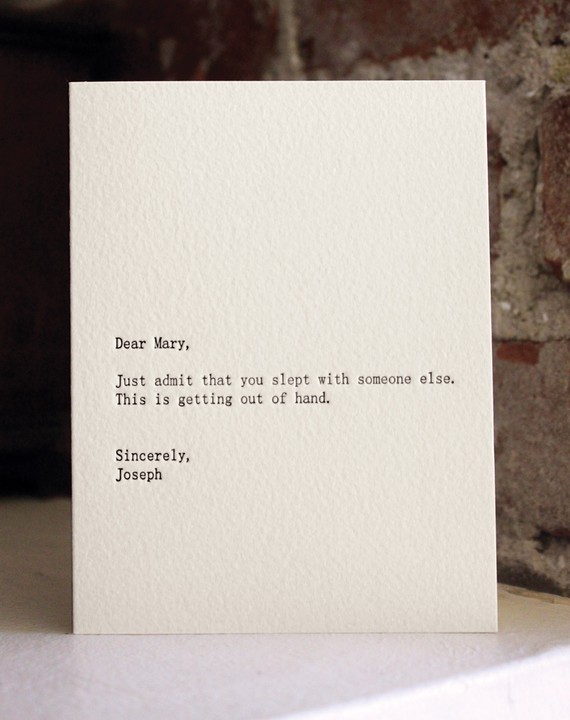 Dear Mary,
Just admit that you slept with someone else.
This is getting out of hand.
Sincerely,
Joseph